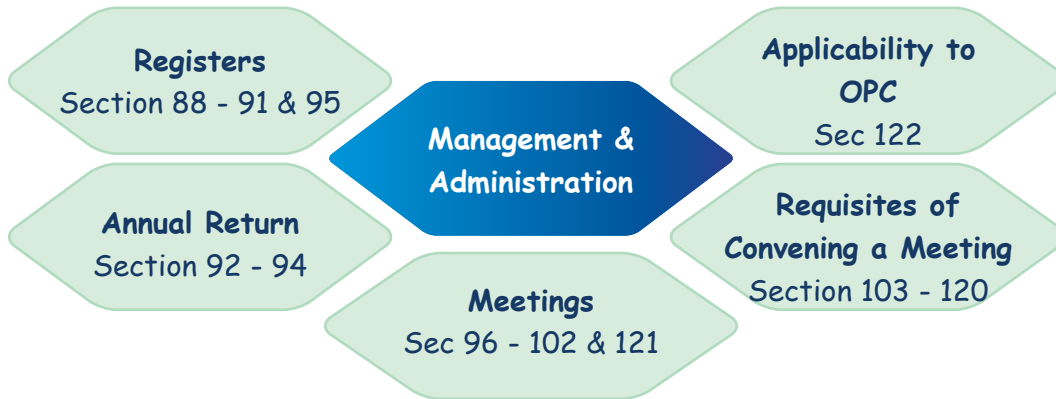 Registers
Section 88 - 91 & 95
Applicability to
OPC
Sec 122
Management &
Administration
Annual Return
Section 92 - 94
Requisites of
Convening a Meeting
Section 103 - 120
Meetings
Sec 96 - 102 & 121